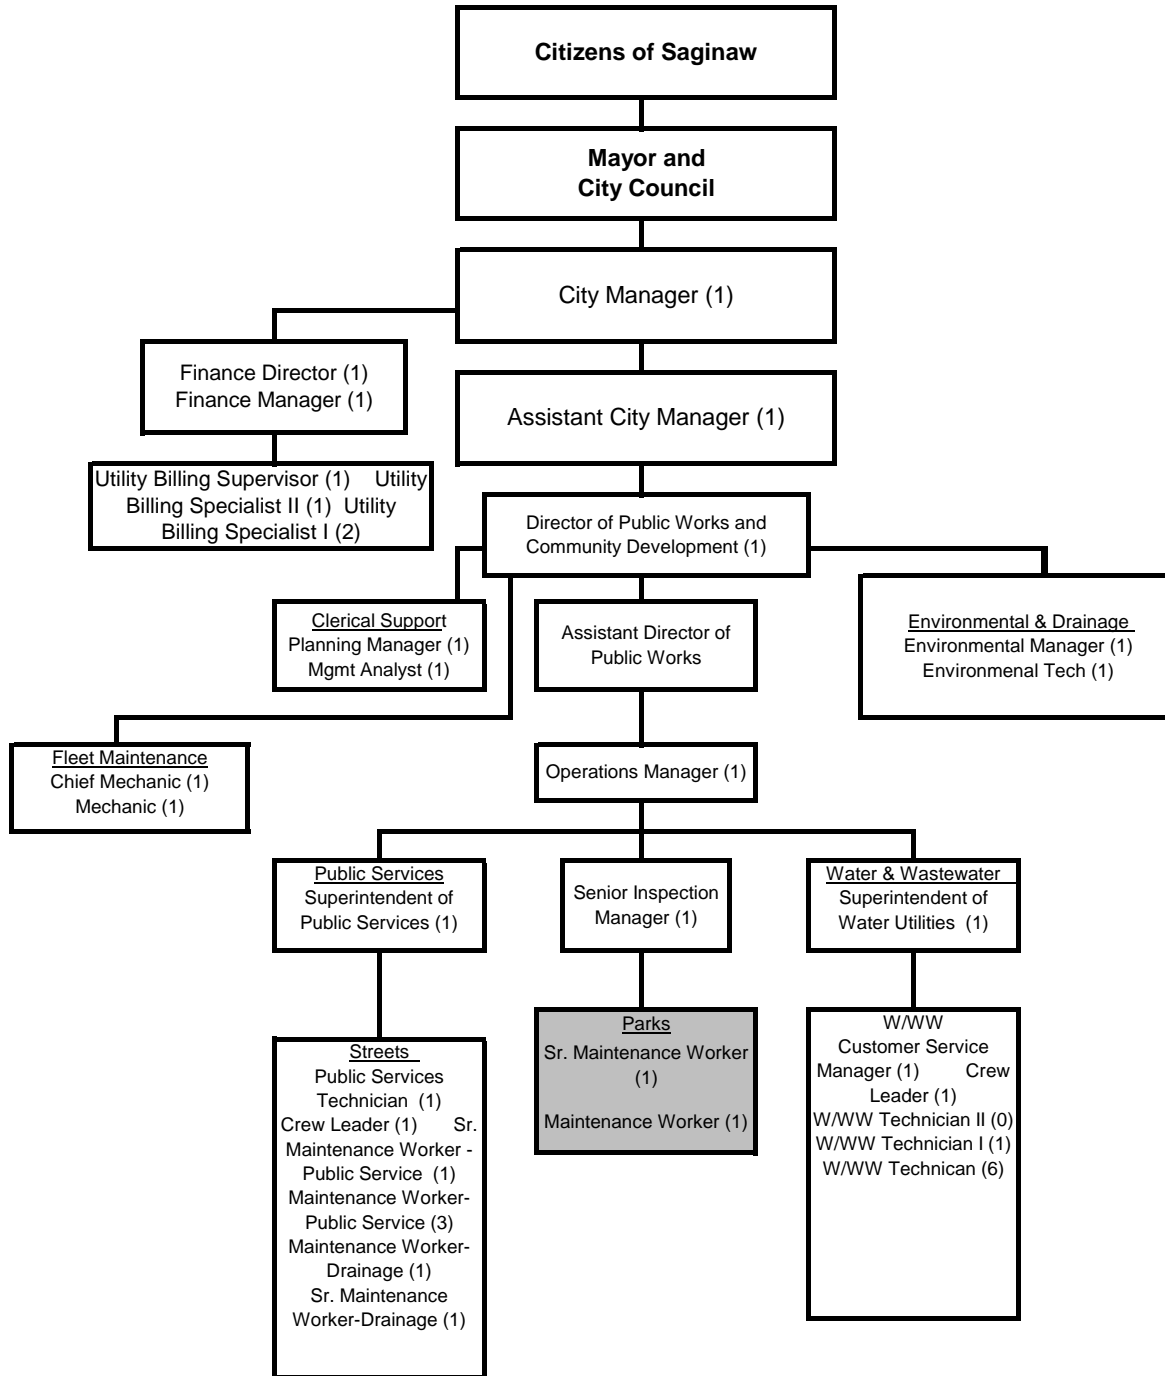 Citizens of Saginaw
Mayor and
City Council
City Manager (1)
Finance Director (1)
Finance Manager (1)
Assistant City Manager (1)
Utility Billing Supervisor (1) Utility
Billing Specialist II (1) Utility
Billing Specialist I (2)
Director of Public Works and
Community Development (1)
Clerical Support
Planning Manager (1)
Mgmt Analyst (1)
Assistant Director of
Public Works
Environmental & Drainage
Environmental Manager (1)
Environmenal Tech (1)
Fleet Maintenance
Chief Mechanic (1)
Mechanic (1)
Operations Manager (1)
Public Services
Superintendent of
Public Services (1)
Senior Inspection
Manager (1)
Water & Wastewater
Superintendent of
Water Utilities (1)
Streets
Public Services
Technician (1)
Crew Leader (1) Sr.
Maintenance Worker -
Public Service (1)
Maintenance Worker-
Public Service (3)
Maintenance Worker-
Drainage (1)
Sr. Maintenance
Worker-Drainage (1)
Parks
Sr. Maintenance Worker
(1)
Maintenance Worker (1)
W/WW
Customer Service
Manager (1) Crew
Leader (1)
W/WW Technician II (0)
W/WW Technician I (1)
W/WW Technican (6)